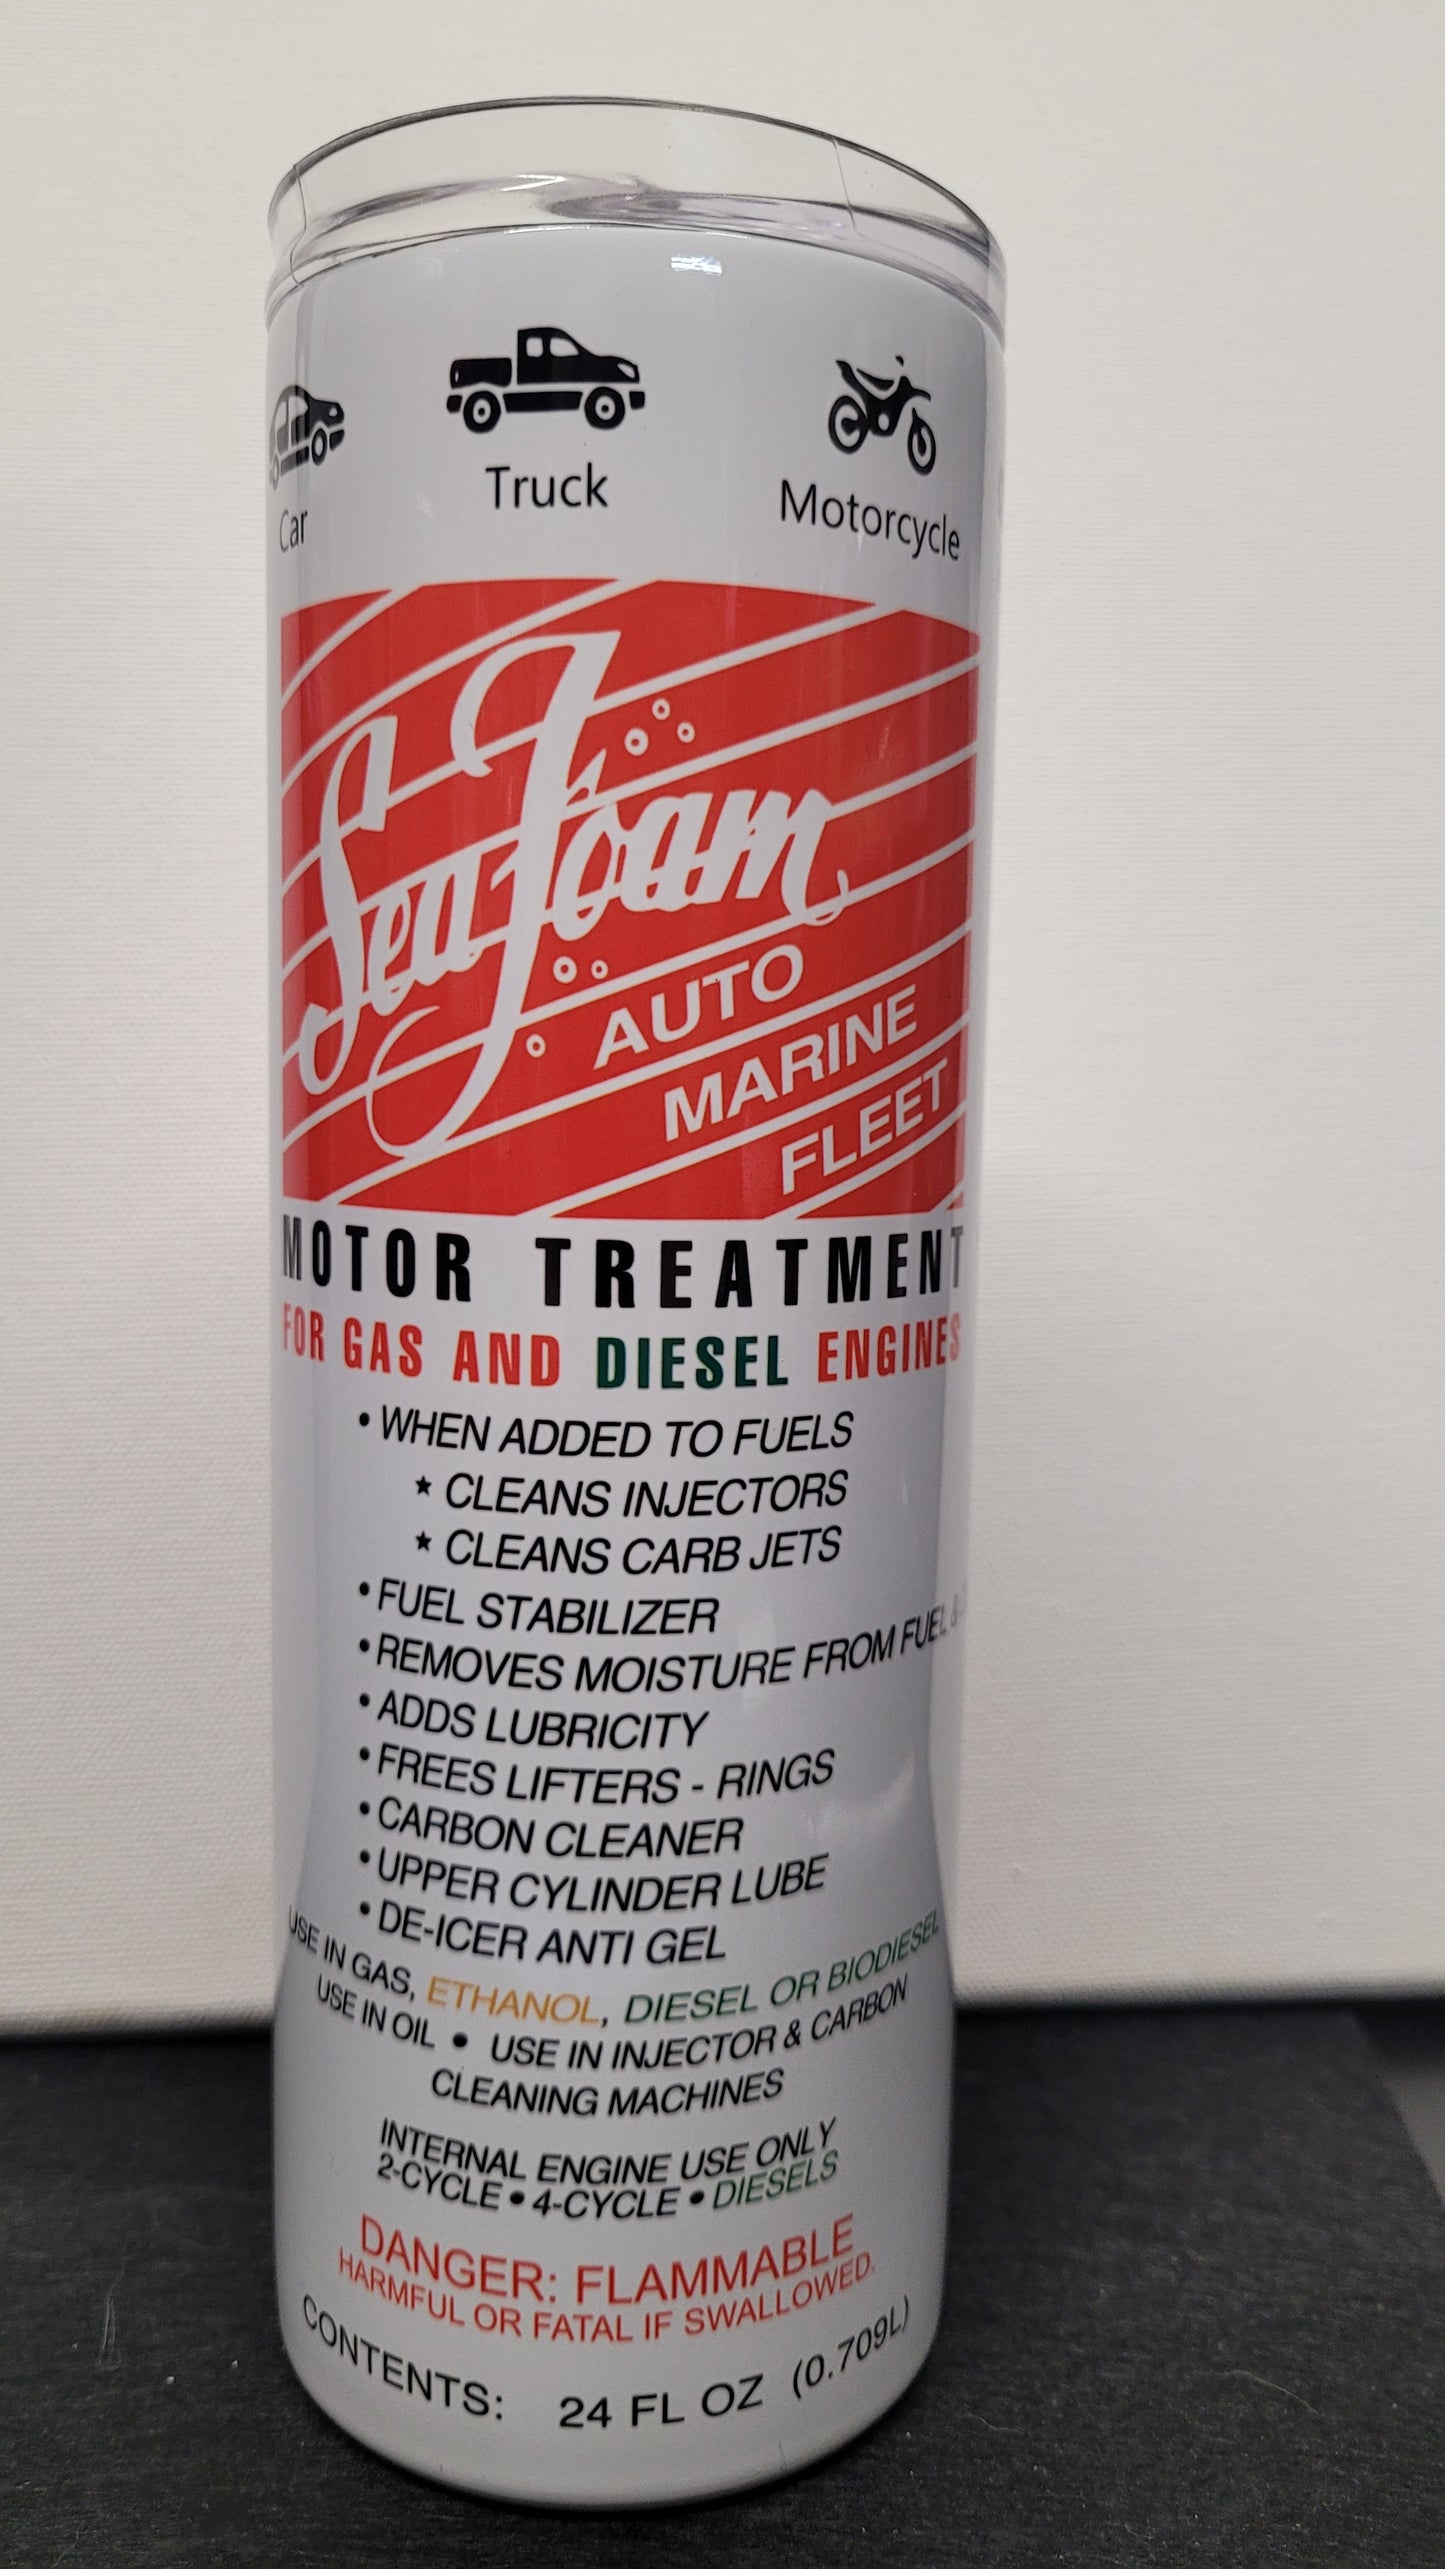 Car
Truck
Motorcycle
Sea Foam
AUTO
MARINE
FLEET
MOTOR TREATMENT
FOR GAS AND DIESEL ENGINES
• WHEN ADDED TO FUELS
★ CLEANS INJECTORS
★ CLEANS CARB JETS
• FUEL STABILIZER
• REMOVES MOISTURE FROM FUEL &
• ADDS LUBRICITY
• FREES LIFTERS - RINGS
• CARBON CLEANER
• UPPER CYLINDER LUBE
• DE-ICER ANTI GEL
USE IN GAS, ETHANOL, DIESEL OR BIODIESEL
USE IN OIL • USE IN INJECTOR & CARBON
CLEANING MACHINES
INTERNAL ENGINE USE ONLY
2-CYCLE • 4-CYCLE • DIESELS
DANGER: FLAMMABLE
HARMFUL OR FATAL IF SWALLOWED.
CONTENTS: 24 FL OZ (0.709L)